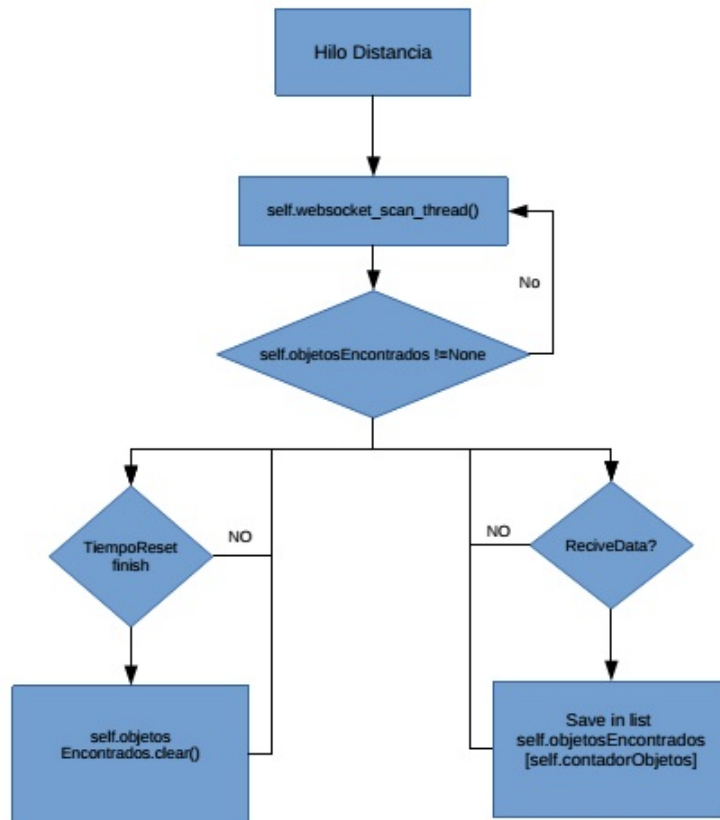 Hilo Distancia
self.websocket_scan_thread()
No
self.objetosEncontrados !=None
TiempoReset
finish
NO
NO
ReciveData?
self.objetos
Encontrados.clear()
Save in list
self.objetosEncontrados
[self.contadorObjetos]